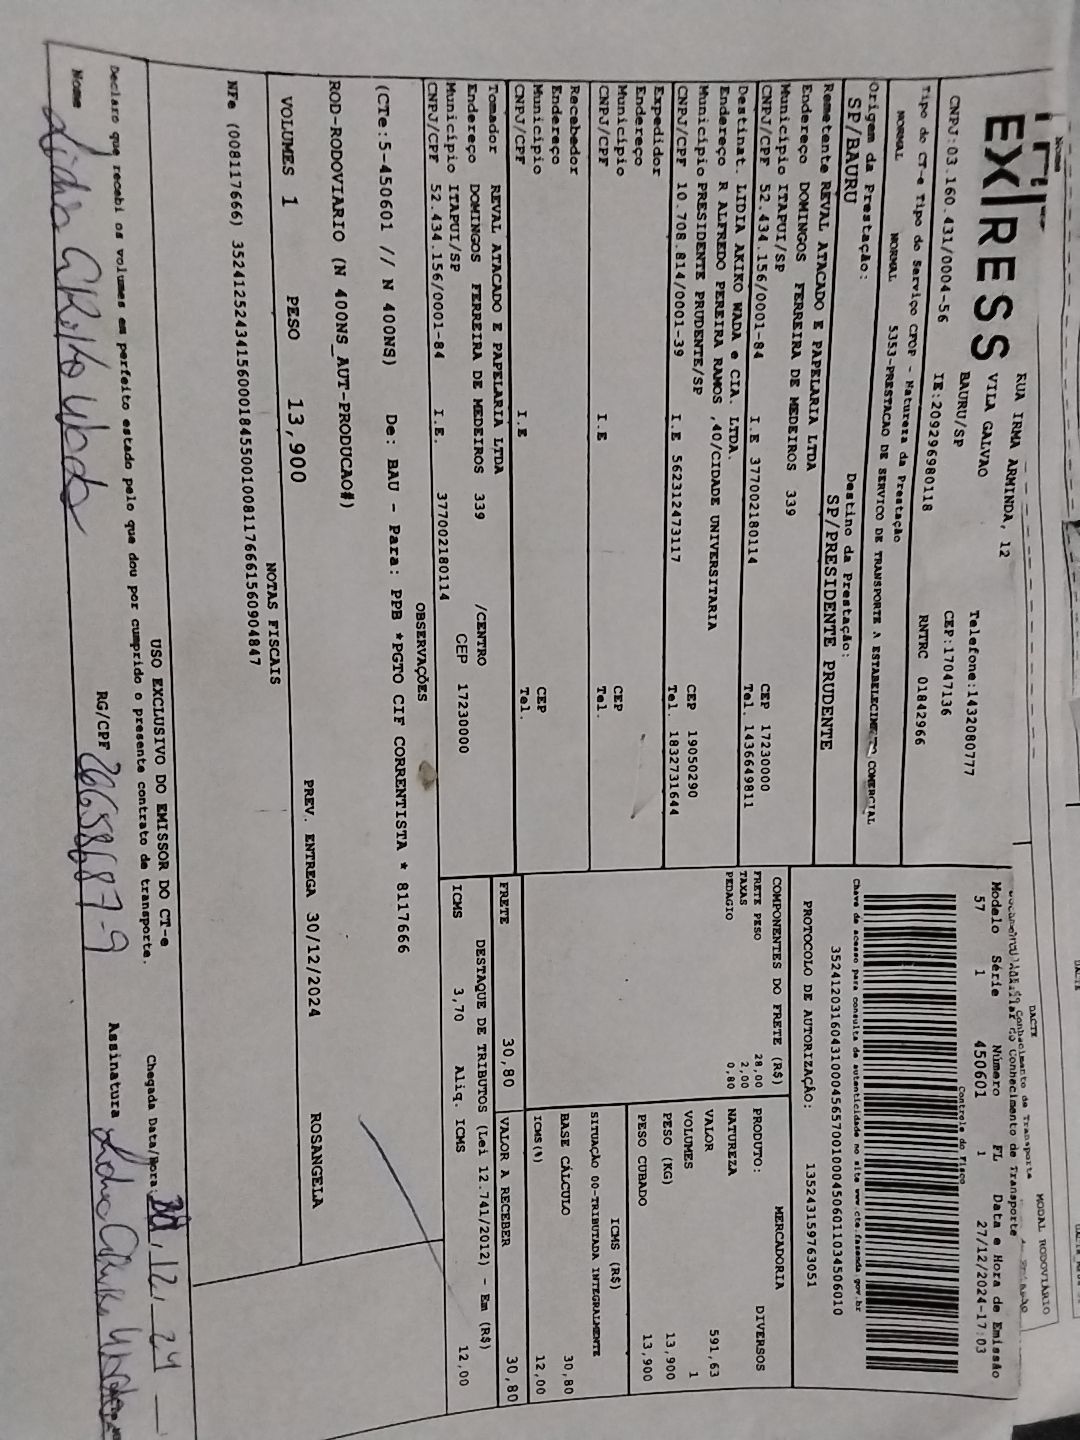 EXPRESS
RUA IRMA ARMINDA, 12
VILA GALVAO
BAURU/SP
Telefone:1432080777
CEP:17047136
CNPJ:03.160.431/0004-56
IE:209296980118
RNTRC 01842966
Tipo do CT-e Tipo do Serviço CFOP - Natureza da Prestação
NORMAL NORMAL 5353-PRESTACAO DE SERVICO DE TRANSPORTE A ESTABELECIMENTO COMERCIAL
Origem da Prestação: Destino da Prestação:
SP/BAURU SP/PRESIDENTE PRUDENTE
Remetente REVAL ATACADO E PAPELARIA LTDA
Endereço DOMINGOS FERREIRA DE MEDEIROS 339
Município ITAPUI/SP CEP 17230000
CNPJ/CPF 52.434.156/0001-84 I.E 377002180114 Tel. 1436649811
Destinat. LIDIA AKIKO WADA e CIA. LTDA.
Endereço R ALFREDO PEREIRA RAMOS ,40/CIDADE UNIVERSITARIA
Município PRESIDENTE PRUDENTE/SP CEP 19050290
CNPJ/CPF 10.708.814/0001-39 I.E 562312473117 Tel. 1832731644
Expedidor
Endereço
Município CEP
CNPJ/CPF I.E Tel.
Recebedor
Endereço
Município CEP
CNPJ/CPF I.E Tel.
Tomador REVAL ATACADO E PAPELARIA LTDA
Endereço DOMINGOS FERREIRA DE MEDEIROS 339 /CENTRO
Município ITAPUI/SP CEP 17230000
CNPJ/CPF 52.434.156/0001-84 I.E. 377002180114
DACTE
MODAL RODOVIÁRIO
Modelo Série Número FL Data e Hora de Emissão
57 1 450601 1 27/12/2024-17:03
Controle do Fisco
Chave de acesso para consulta de autenticidade no site www.cte.fazenda.gov.br
35241203160431000456570010004506011034506010
PROTOCOLO DE AUTORIZAÇÃO: 135243159763051
COMPONENTES DO FRETE (R$)
FRETE PESO 28,00
TAXAS 2,00
PEDAGIO 0,80
MERCADORIA
PRODUTO: DIVERSOS
NATUREZA
VALOR 591,63
VOLUMES 1
PESO (KG) 13,900
PESO CUBADO 13,900
ICMS (R$)
SITUAÇÃO 00-TRIBUTADA INTEGRALMENTE
BASE CÁLCULO 30,80
ICMS(%) 12,00
FRETE 30,80 VALOR A RECEBER 30,80
DESTAQUE DE TRIBUTOS (Lei 12.741/2012) - Em (R$)
ICMS 3,70 Aliq. ICMS 12,00
OBSERVAÇÕES
(CTe:5-450601 // N 400NS) De: BAU - Para: PPB *PGTO CIF CORRENTISTA * 8117666
ROD-RODOVIARIO (N 400NS_AUT-PRODUCAO#)
VOLUMES 1 PESO 13,900 PREV. ENTREGA 30/12/2024 ROSANGELA
NOTAS FISCAIS
NFe (008117666) 35241252434156000184550010081176661560904847
USO EXCLUSIVO DO EMISSOR DO CT-e
Declaro que recebi os volumes em perfeito estado pelo que dou por cumprido o presente contrato de transporte.
Chegada Data/Hora 30.12.24
Nome Lidia Akiko Wada RG/CPF Assinatura Lidia Akiko Wada